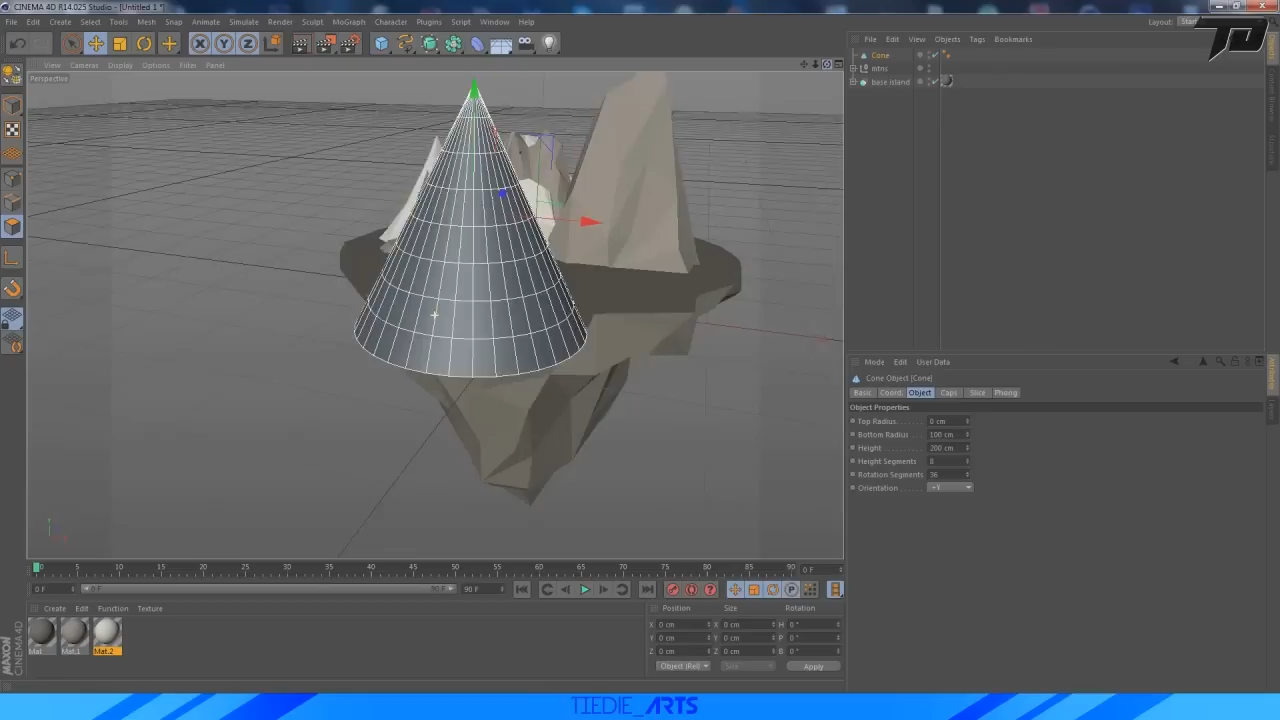 CINEMA 4D R14.025 Studio - [Untitled 1 *]
File Edit Create Select Tools Mesh Snap Animate Simulate Render Sculpt MoGraph Character Plugins Script Window Help
Layout:
View Cameras Display Options Filter Panel
Perspective
File Edit View Objects Tags Bookmarks
Cone
mtns
base island
Mode Edit User Data
Cone Object [Cone]
Basic Coord. Object Caps Slice Phong
Object Properties
Top Radius 0 cm
Bottom Radius 100 cm
Height 200 cm
Height Segments 8
Rotation Segments 36
Orientation +Y
0 5 10 15 20 25 30 35 40 45 50 55 60 65 70 75 80 85 90 0 F
0 F 0 F 90 F 90 F
Create Edit Function Texture
Mat Mat.1 Mat.2
Position Size Rotation
X 0 cm X 0 cm H 0 °
Y 0 cm Y 0 cm P 0 °
Z 0 cm Z 0 cm B 0 °
Object (Rel) Size Apply
MAXON CINEMA 4D
TIEDIE_ARTS